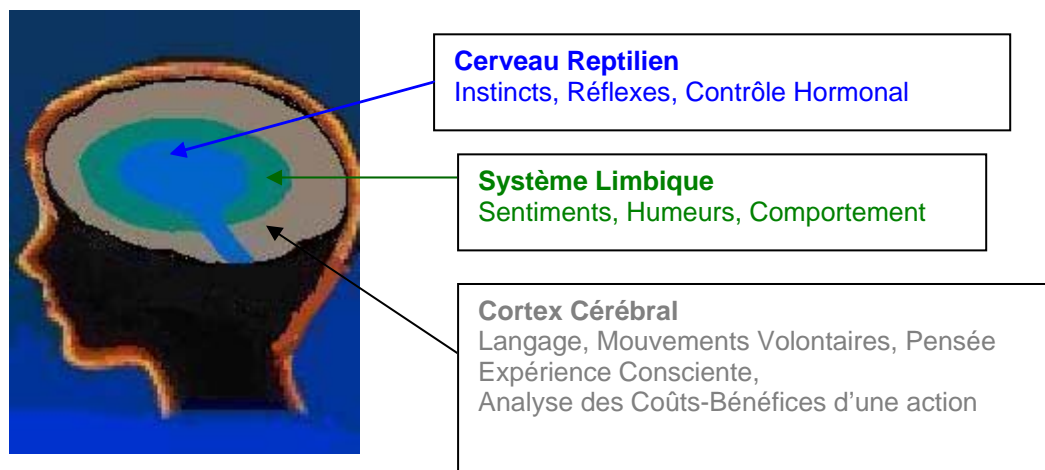 Cerveau Reptilien
Instincts, Réflexes, Contrôle Hormonal
Système Limbique
Sentiments, Humeurs, Comportement
Cortex Cérébral
Langage, Mouvements Volontaires, Pensée
Expérience Consciente,
Analyse des Coûts-Bénéfices d'une action